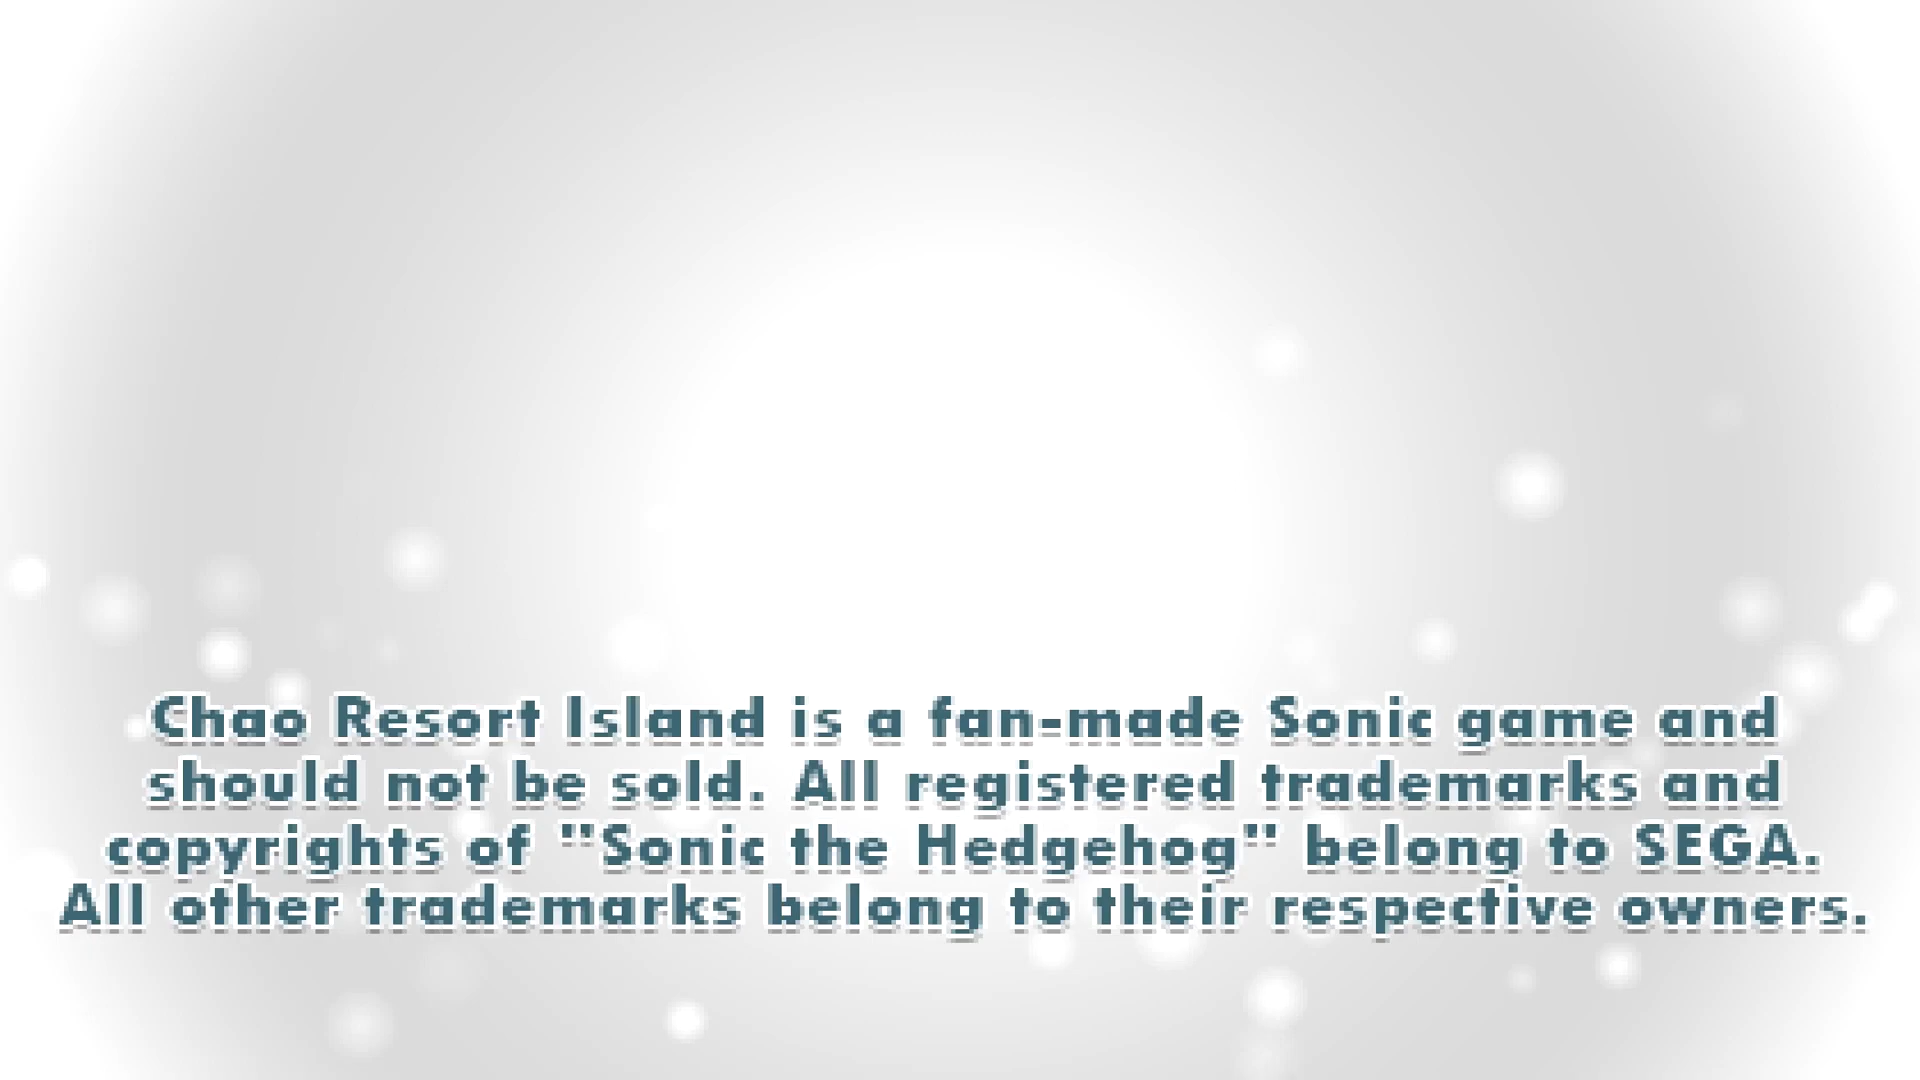 Chao Resort Island is a fan-made Sonic game and
should not be sold. All registered trademarks and
copyrights of "Sonic the Hedgehog" belong to SEGA.
All other trademarks belong to their respective owners.